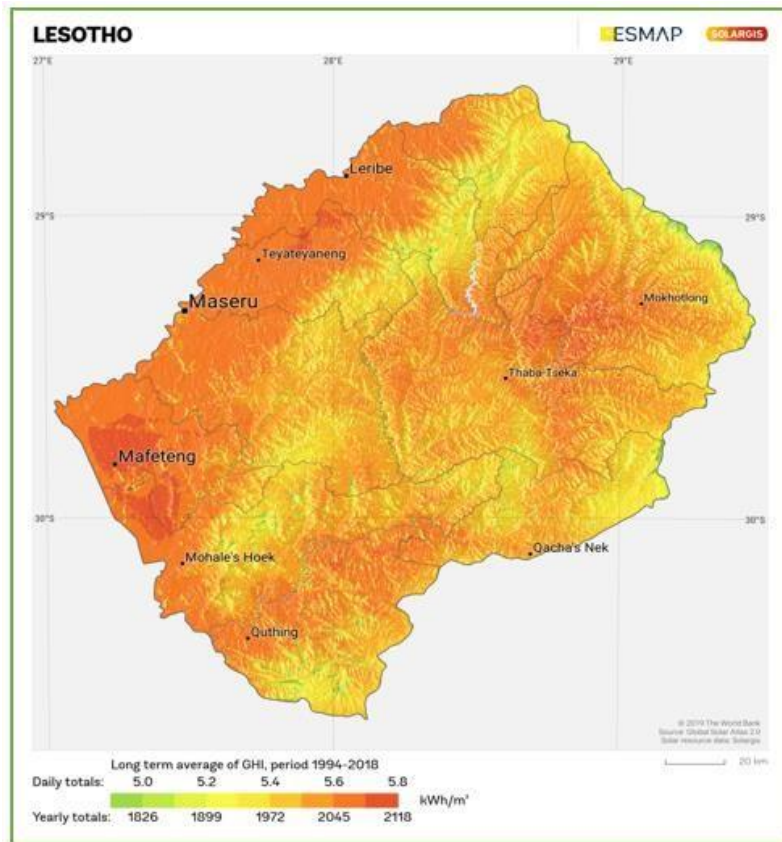 LESOTHO
ESMAP
SOLARGIS
27°E 28°E 29°E
Leribe
29°S 29°S
Teyateyaneng
Maseru
Mokhotlong
Thaba-Tseka
Mafeteng
30°S 30°S
Mohale's Hoek
Qacha's Nek
Quthing
© 2019 The World Bank
Source: Global Solar Atlas 2.0
Solar resource data: Solargis
20 km
Long term average of GHI, period 1994-2018
Daily totals: 5.0 5.2 5.4 5.6 5.8
kWh/m²
Yearly totals: 1826 1899 1972 2045 2118